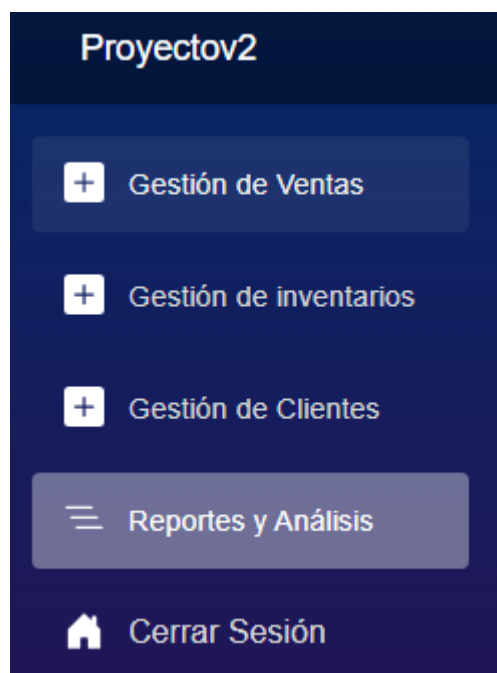 Proyectov2
Gestión de Ventas
Gestión de inventarios
Gestión de Clientes
Reportes y Análisis
Cerrar Sesión